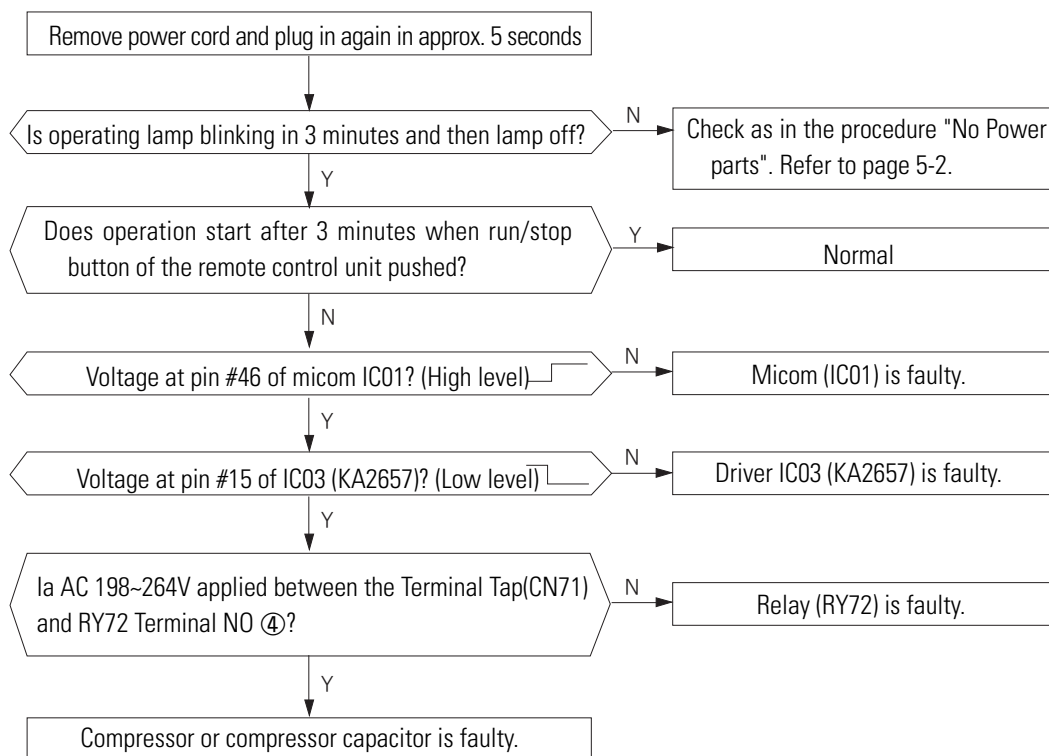 Remove power cord and plug in again in approx. 5 seconds
Is operating lamp blinking in 3 minutes and then lamp off?
N
Check as in the procedure "No Power
parts". Refer to page 5-2.
Y
Does operation start after 3 minutes when run/stop
button of the remote control unit pushed?
Y
Normal
N
Voltage at pin #46 of micom IC01? (High level)
N
Micom (IC01) is faulty.
Y
Voltage at pin #15 of IC03 (KA2657)? (Low level)
N
Driver IC03 (KA2657) is faulty.
Y
Ia AC 198~264V applied between the Terminal Tap(CN71)
and RY72 Terminal NO ④?
N
Relay (RY72) is faulty.
Y
Compressor or compressor capacitor is faulty.